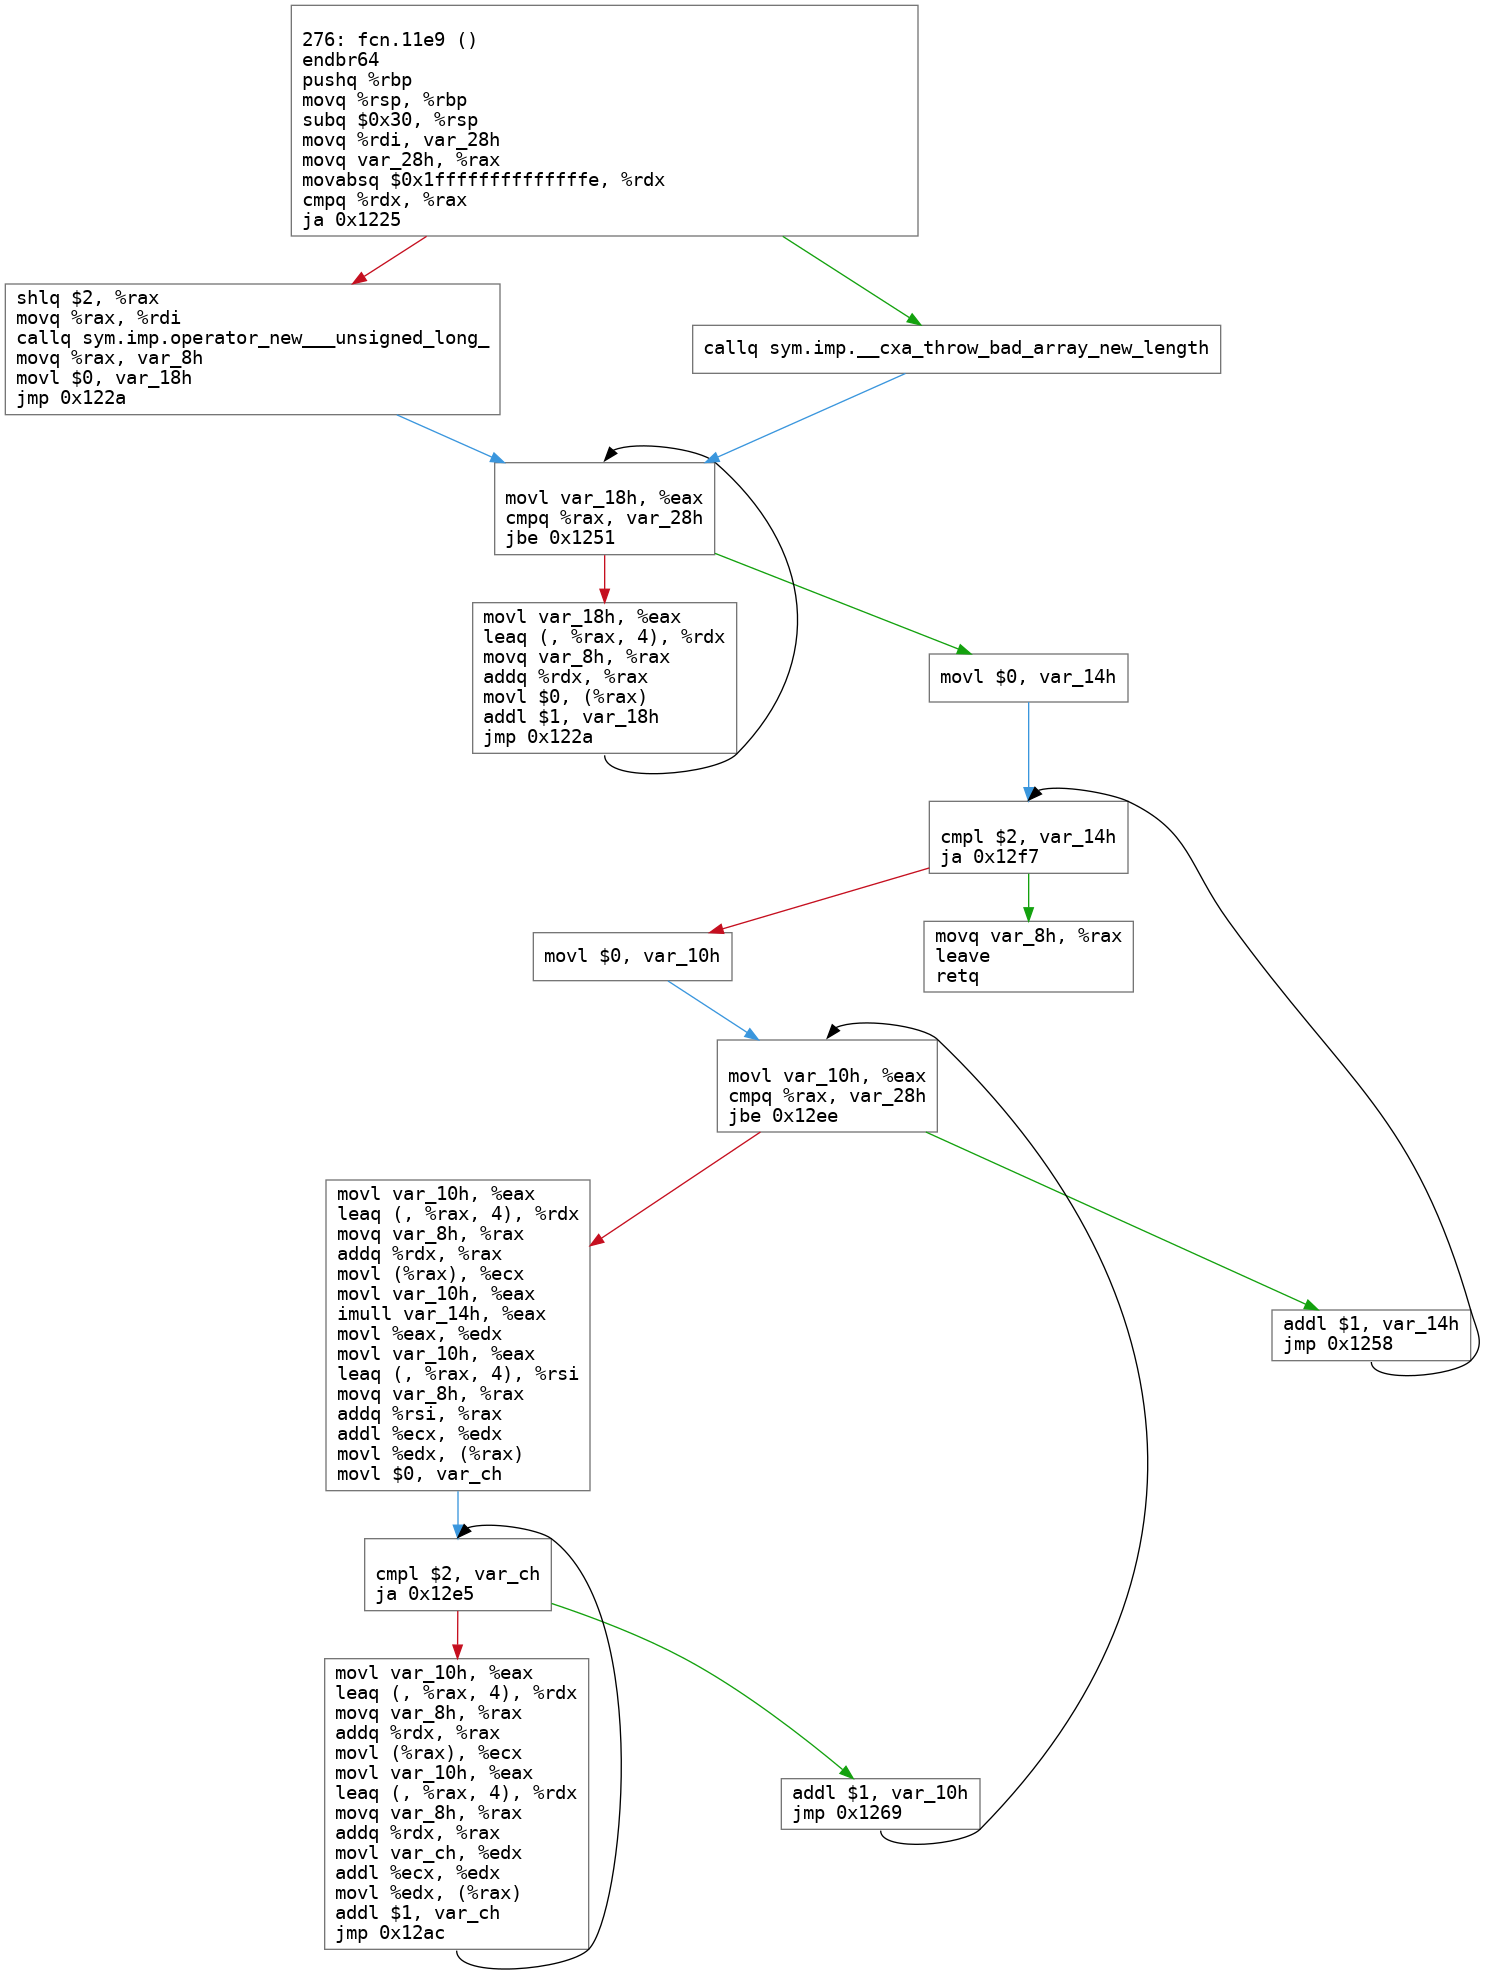 276: fcn.11e9 ()
endbr64
pushq %rbp
movq %rsp, %rbp
subq $0x30, %rsp
movq %rdi, var_28h
movq var_28h, %rax
movabsq $0x1ffffffffffffffe, %rdx
cmpq %rdx, %rax
ja 0x1225
shlq $2, %rax
movq %rax, %rdi
callq sym.imp.operator_new___unsigned_long_
movq %rax, var_8h
movl $0, var_18h
jmp 0x122a
callq sym.imp.__cxa_throw_bad_array_new_length
movl var_18h, %eax
cmpq %rax, var_28h
jbe 0x1251
movl var_18h, %eax
leaq (, %rax, 4), %rdx
movq var_8h, %rax
addq %rdx, %rax
movl $0, (%rax)
addl $1, var_18h
jmp 0x122a
movl $0, var_14h
cmpl $2, var_14h
ja 0x12f7
movl $0, var_10h
movq var_8h, %rax
leave
retq
movl var_10h, %eax
cmpq %rax, var_28h
jbe 0x12ee
movl var_10h, %eax
leaq (, %rax, 4), %rdx
movq var_8h, %rax
addq %rdx, %rax
movl (%rax), %ecx
movl var_10h, %eax
imull var_14h, %eax
movl %eax, %edx
movl var_10h, %eax
leaq (, %rax, 4), %rsi
movq var_8h, %rax
addq %rsi, %rax
addl %ecx, %edx
movl %edx, (%rax)
movl $0, var_ch
addl $1, var_14h
jmp 0x1258
cmpl $2, var_ch
ja 0x12e5
movl var_10h, %eax
leaq (, %rax, 4), %rdx
movq var_8h, %rax
addq %rdx, %rax
movl (%rax), %ecx
movl var_10h, %eax
leaq (, %rax, 4), %rdx
movq var_8h, %rax
addq %rdx, %rax
movl var_ch, %edx
addl %ecx, %edx
movl %edx, (%rax)
addl $1, var_ch
jmp 0x12ac
addl $1, var_10h
jmp 0x1269